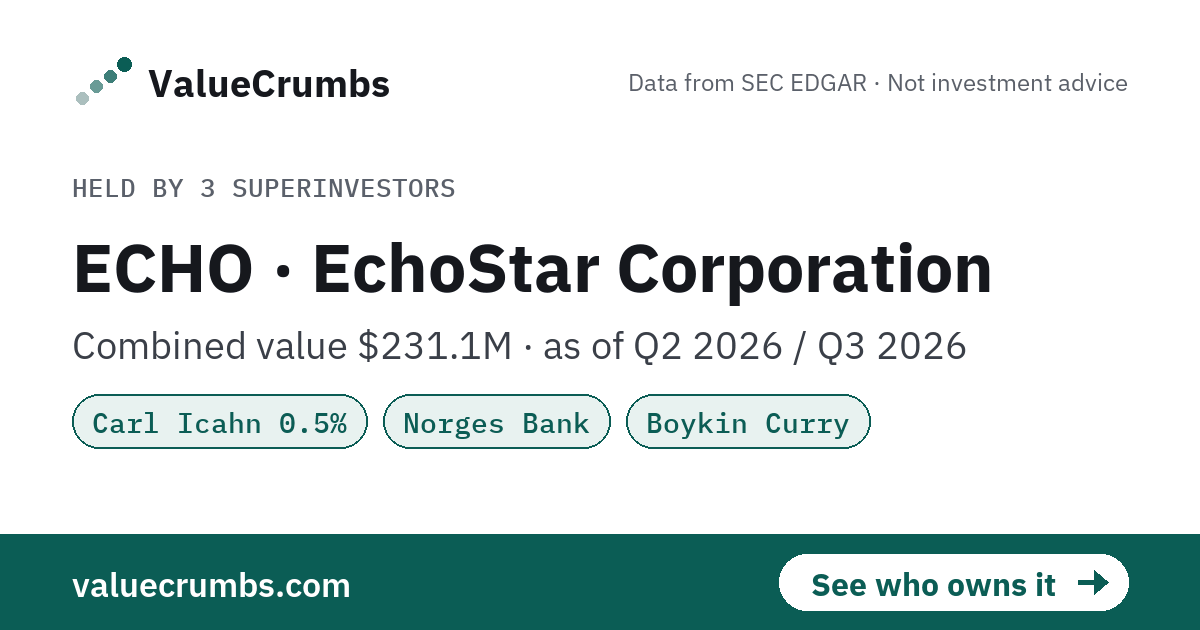 ValueCrumbs
Data from SEC EDGAR · Not investment advice
HELD BY 3 SUPERINVESTORS
ECHO · EchoStar Corporation
Combined value $231.1M · as of Q2 2026 / Q3 2026
Carl Icahn 0.5% Norges Bank Boykin Curry
valuecrumbs.com
See who owns it →